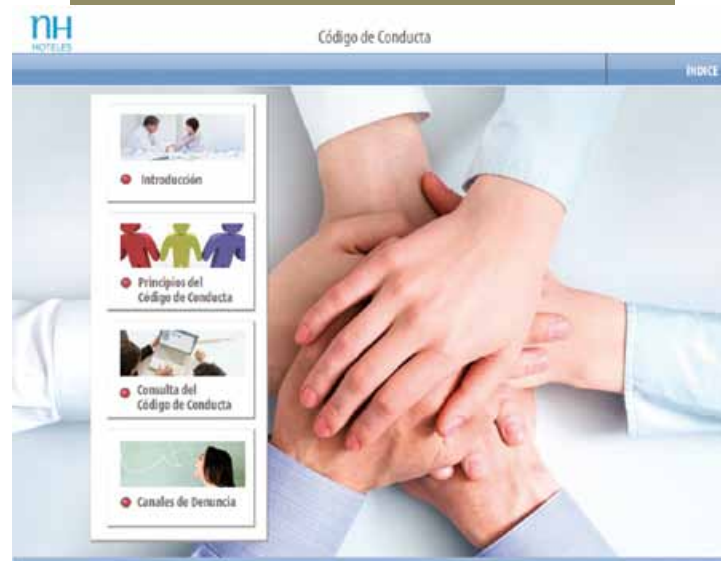 nH
HOTELES
Código de Conducta
ÍNDICE
Introducción
Principios del
Código de Conducta
Consulta del
Código de Conducta
Canales de Denuncia